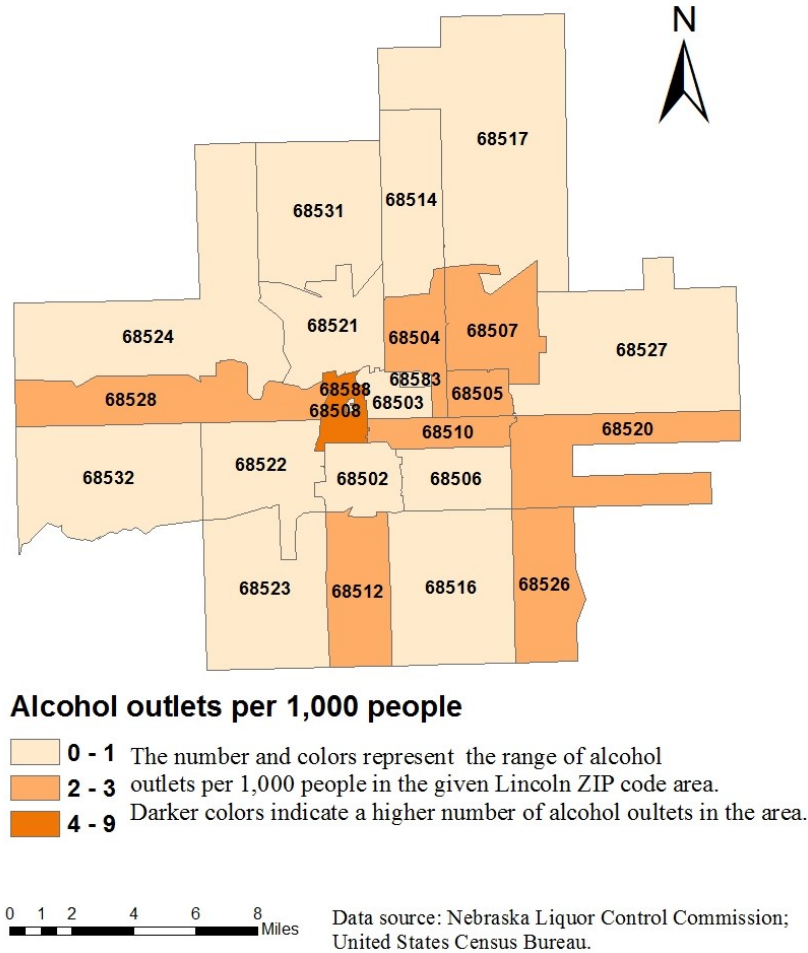 N
68517
68514
68531
68521
68524
68504
68507
68527
68583
68588
68528
68508
68503
68505
68510
68520
68532
68522
68502
68506
68523
68512
68516
68526
Alcohol outlets per 1,000 people
0 - 1
2 - 3
4 - 9
The number and colors represent the range of alcohol
outlets per 1,000 people in the given Lincoln ZIP code area.
Darker colors indicate a higher number of alcohol oultets in the area.
0 1 2 4 6 8
Miles
Data source: Nebraska Liquor Control Commission;
United States Census Bureau.